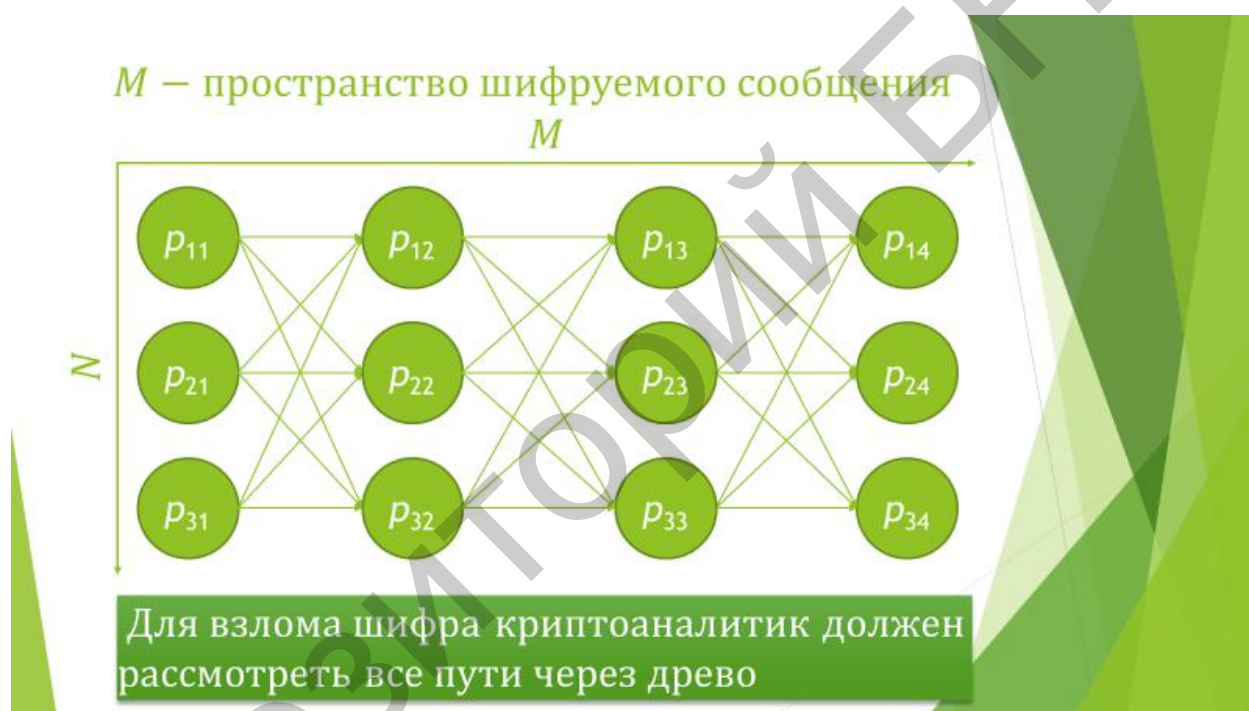 M − пространство шифруемого сообщения
M
p₁₁ p₁₂ p₁₃ p₁₄
N
p₂₁ p₂₂ p₂₃ p₂₄
p₃₁ p₃₂ p₃₃ p₃₄
Для взлома шифра криптоаналитик должен
рассмотреть все пути через древо